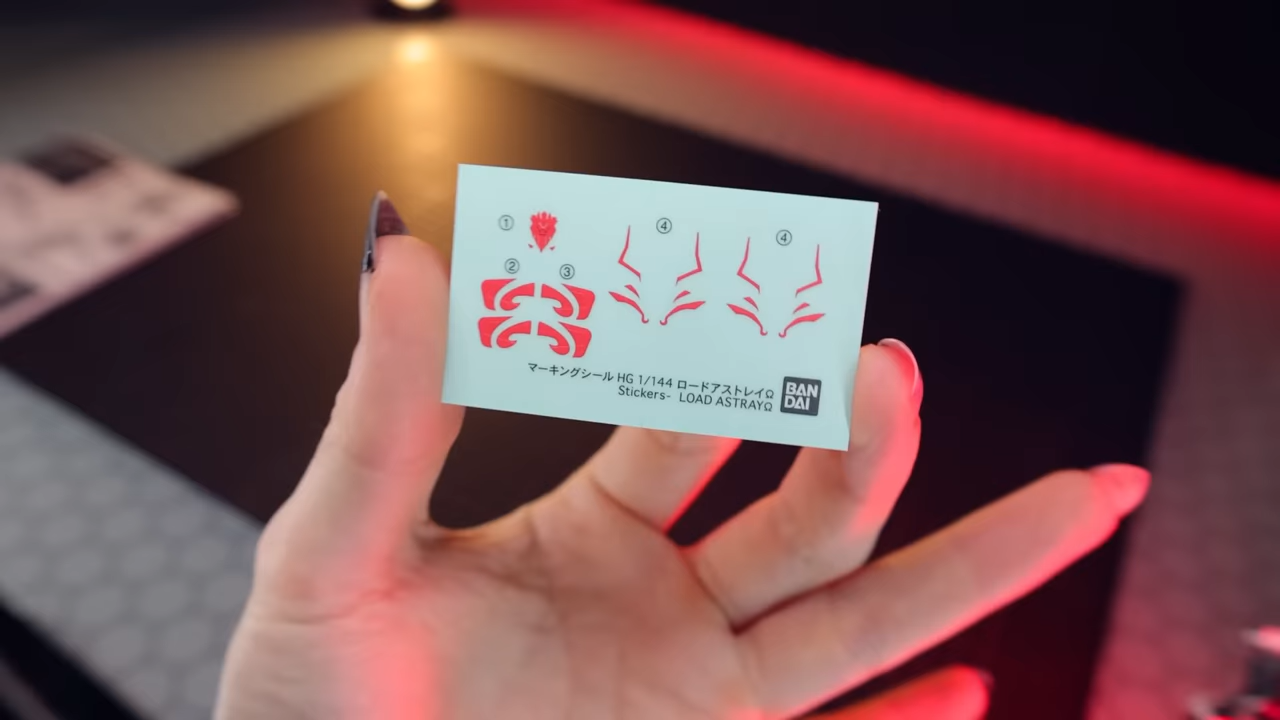 ① ④ ④
② ③
マーキングシール HG 1/144 ロードアストレイΩ
Stickers- LOAD ASTRAYΩ
BAN
DAI